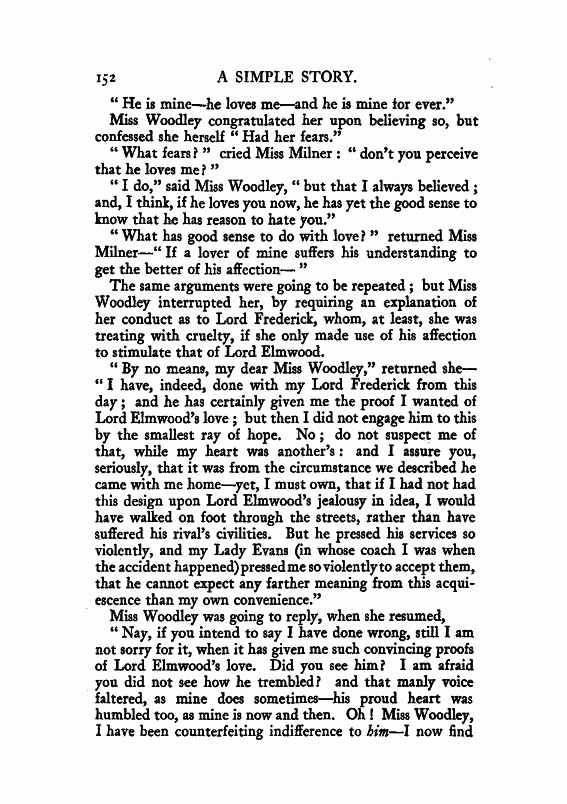 152 A SIMPLE STORY.
“ He is mine—he loves me—and he is mine for ever.”
Miss Woodley congratulated her upon believing so, but
confessed she herself “ Had her fears.”
“ What fears? ” cried Miss Milner : “ don’t you perceive
that he loves me? ”
“ I do,” said Miss Woodley, “ but that I always believed ;
and, I think, if he loves you now, he has yet the good sense to
know that he has reason to hate you.”
“ What has good sense to do with love? ” returned Miss
Milner—“ If a lover of mine suffers his understanding to
get the better of his affection— ”
The same arguments were going to be repeated ; but Miss
Woodley interrupted her, by requiring an explanation of
her conduct as to Lord Frederick, whom, at least, she was
treating with cruelty, if she only made use of his affection
to stimulate that of Lord Elmwood.
“ By no means, my dear Miss Woodley,” returned she—
“ I have, indeed, done with my Lord Frederick from this
day ; and he has certainly given me the proof I wanted of
Lord Elmwood’s love ; but then I did not engage him to this
by the smallest ray of hope. No ; do not suspect me of
that, while my heart was another’s : and I assure you,
seriously, that it was from the circumstance we described he
came with me home—yet, I must own, that if I had not had
this design upon Lord Elmwood’s jealousy in idea, I would
have walked on foot through the streets, rather than have
suffered his rival’s civilities. But he pressed his services so
violently, and my Lady Evans (in whose coach I was when
the accident happened) pressed me so violently to accept them,
that he cannot expect any farther meaning from this acqui-
escence than my own convenience.”
Miss Woodley was going to reply, when she resumed,
“ Nay, if you intend to say I have done wrong, still I am
not sorry for it, when it has given me such convincing proofs
of Lord Elmwood’s love. Did you see him? I am afraid
you did not see how he trembled? and that manly voice
faltered, as mine does sometimes—his proud heart was
humbled too, as mine is now and then. Oh ! Miss Woodley,
I have been counterfeiting indifference to him—I now find